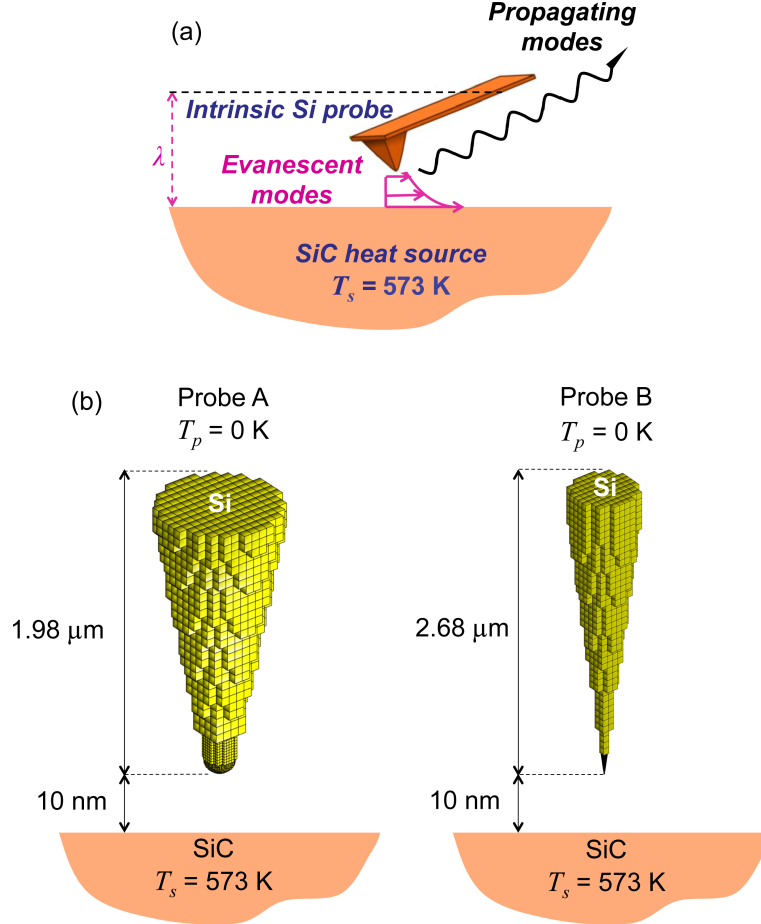 (a)
Propagating
modes
Intrinsic Si probe
λ
Evanescent
modes
SiC heat source
Ts = 573 K
(b)
Probe A
Tp = 0 K
Probe B
Tp = 0 K
Si
Si
1.98 μm
2.68 μm
10 nm
10 nm
SiC
Ts = 573 K
SiC
Ts = 573 K